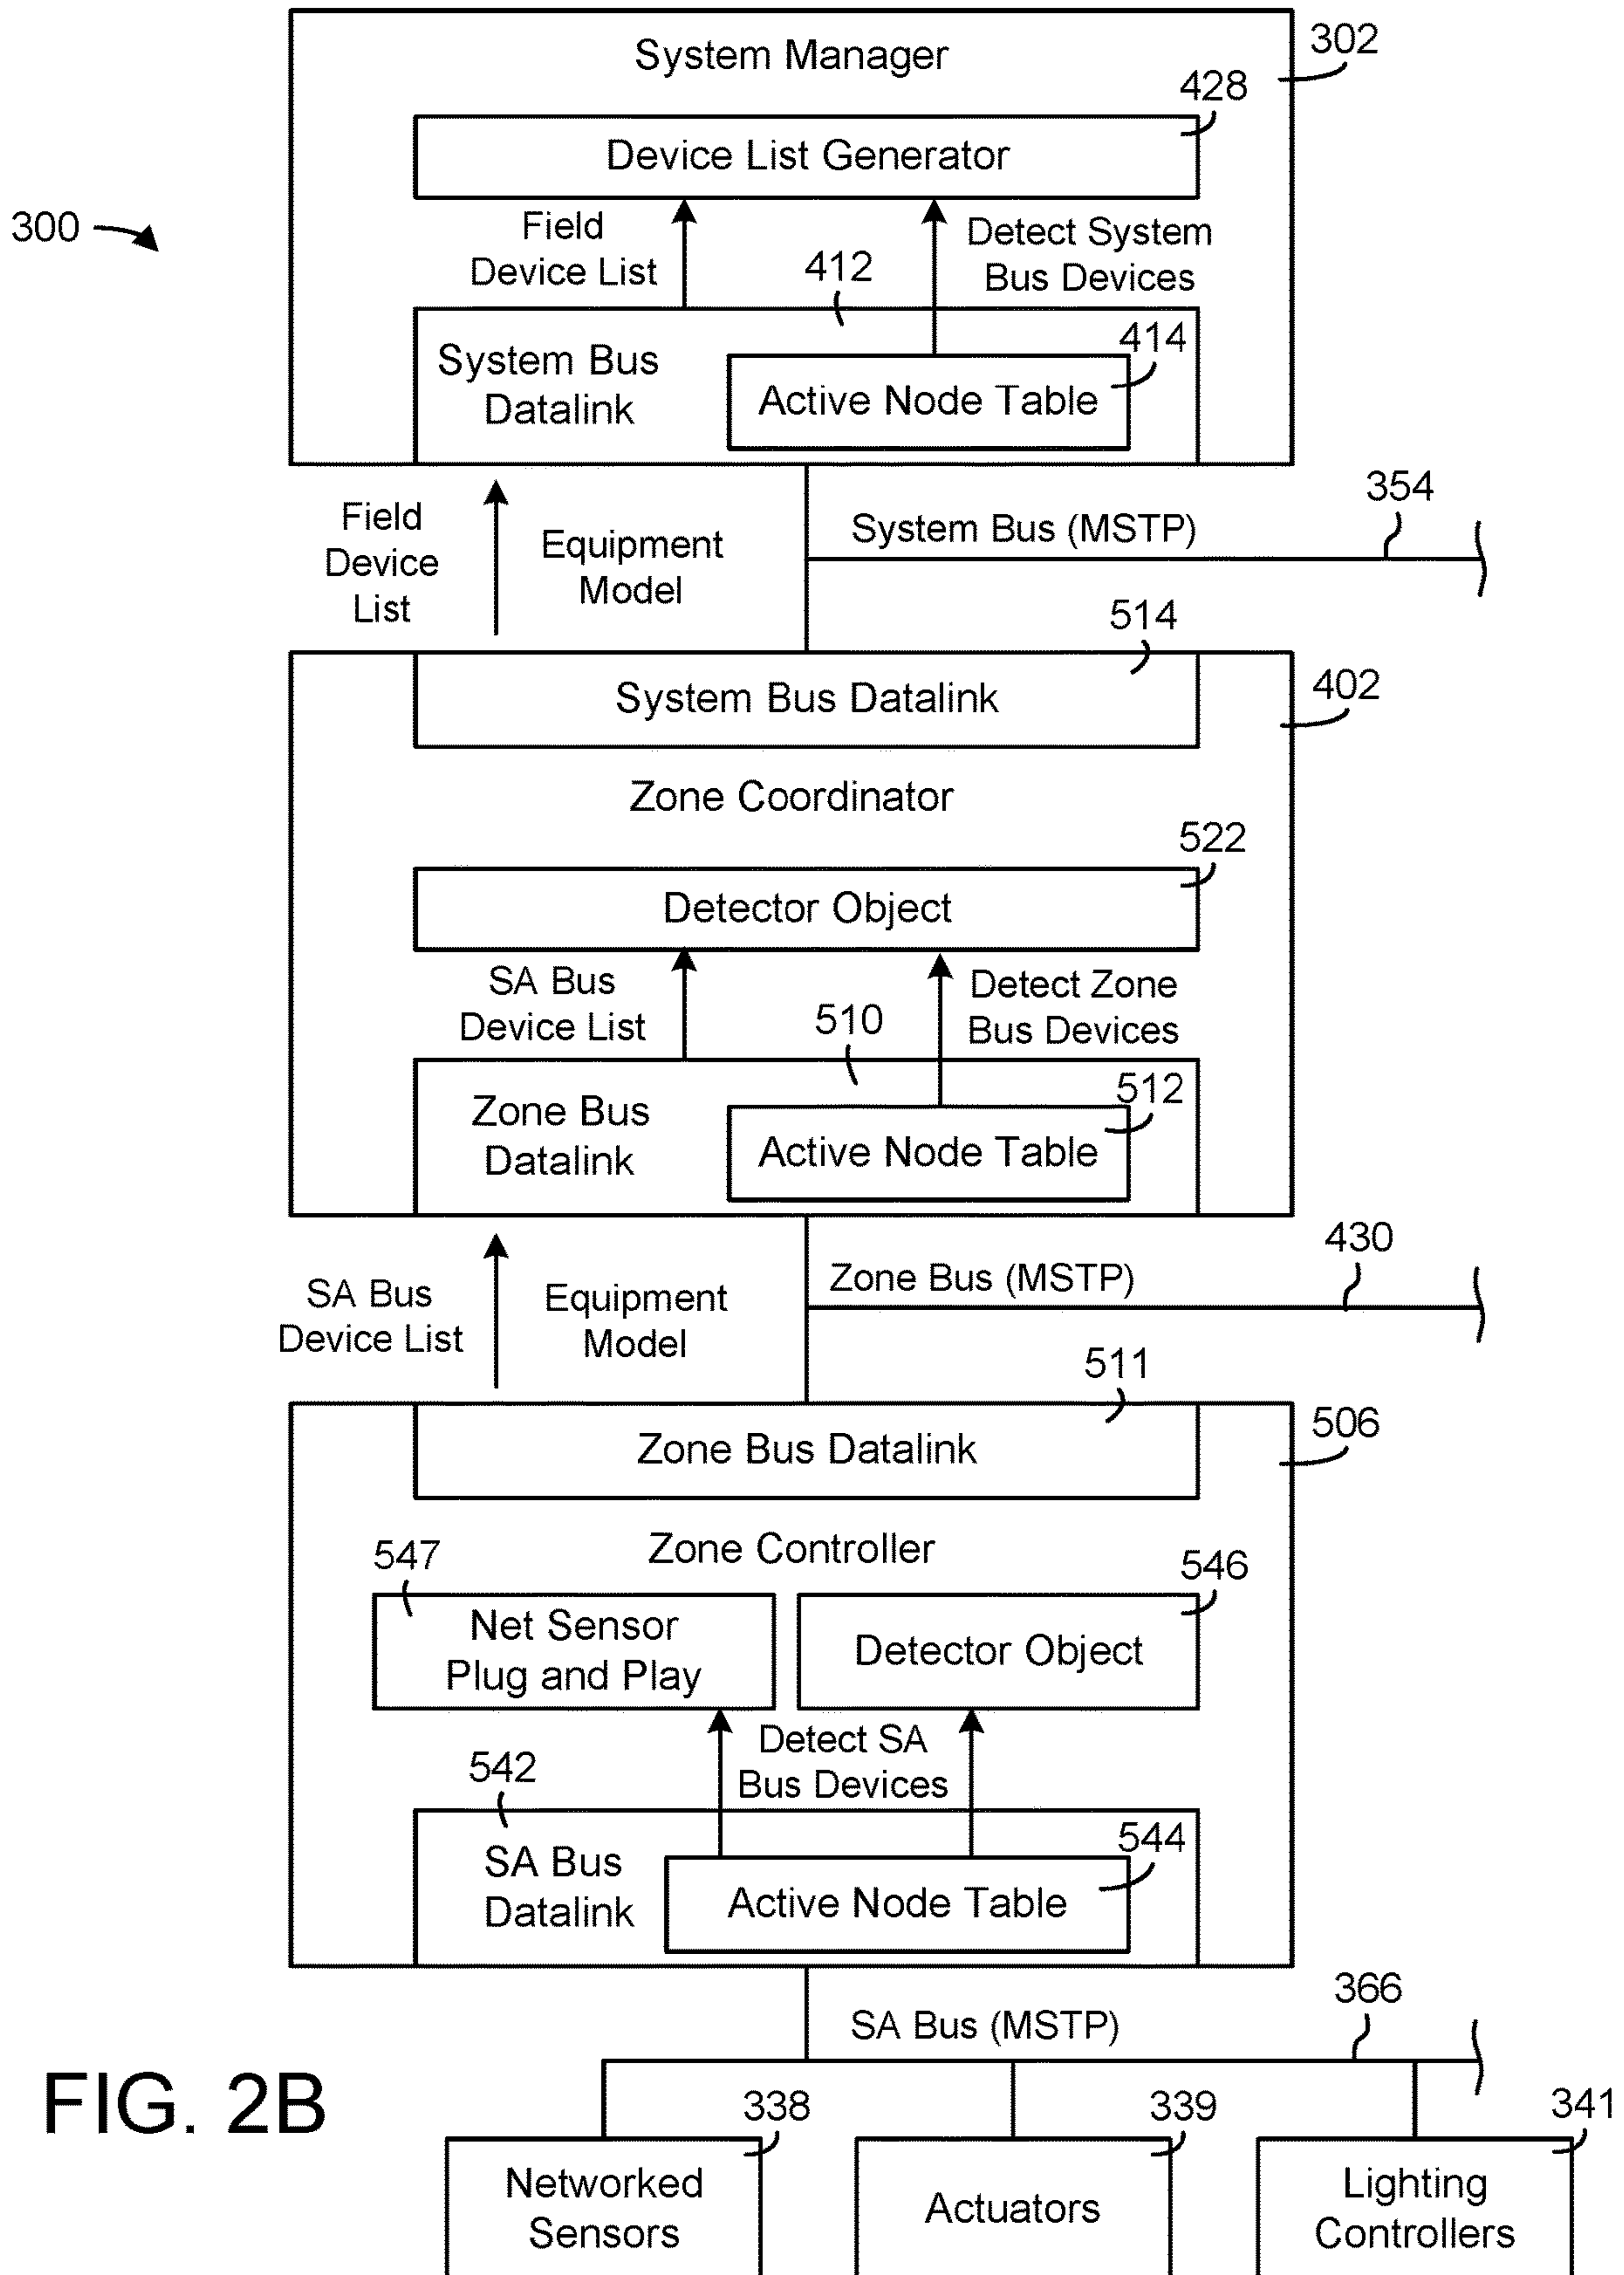 System Manager
302
428
Device List Generator
300
Field
Device List
Detect System
Bus Devices
412
414
System Bus
Datalink
Active Node Table
Field
Device
List
Equipment
Model
System Bus (MSTP)
354
514
System Bus Datalink
402
Zone Coordinator
522
Detector Object
SA Bus
Device List
Detect Zone
Bus Devices
510
512
Zone Bus
Datalink
Active Node Table
SA Bus
Device List
Equipment
Model
Zone Bus (MSTP)
430
511
Zone Bus Datalink
506
Zone Controller
547
546
Net Sensor
Plug and Play
Detector Object
Detect SA
Bus Devices
542
544
SA Bus
Datalink
Active Node Table
SA Bus (MSTP)
366
FIG. 2B
338
339
341
Networked
Sensors
Actuators
Lighting
Controllers